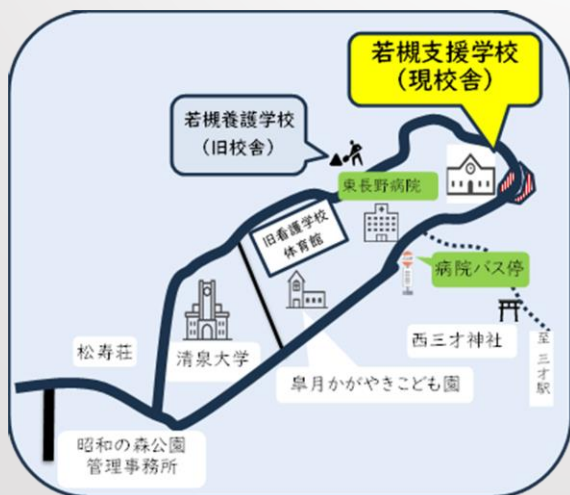 若槻支援学校
（現校舎）
若槻養護学校
（旧校舎）
東長野病院
旧看護学校
体育館
病院バス停
松寿荘
清泉大学
西三才神社
至 三才駅
皐月かがやきこども園
昭和の森公園
管理事務所